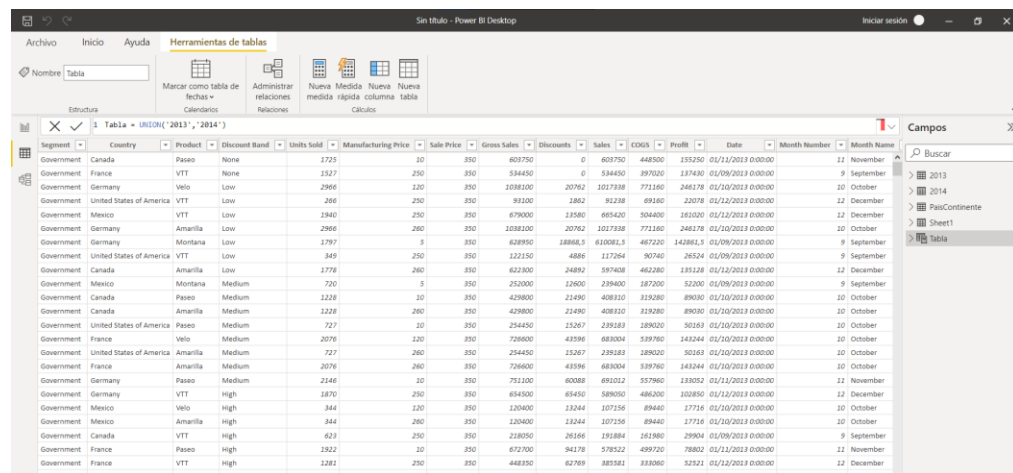 Sin título - Power BI Desktop
Iniciar sesión
Archivo Inicio Ayuda Herramientas de tablas
Nombre Tabla
Marcar como tabla de fechas
Administrar relaciones
Nueva medida
Medida rápida
Nueva columna
Nueva tabla
Estructura Calendarios Relaciones Cálculos
1 Tabla = UNION('2013','2014')
Segment Country Product Discount Band Units Sold Manufacturing Price Sale Price Gross Sales Discounts Sales COGS Profit Date Month Number Month Name
Government Canada Paseo None 1725 10 350 603750 0 603750 448500 155250 01/11/2013 0:00:00 11 November
Government France VTT None 1527 250 350 534450 0 534450 397020 137430 01/09/2013 0:00:00 9 September
Government Germany Velo Low 2966 120 350 1038100 20762 1017338 771160 246178 01/10/2013 0:00:00 10 October
Government United States of America VTT Low 266 250 350 93100 1862 91238 69160 22078 01/12/2013 0:00:00 12 December
Government Mexico VTT Low 1940 250 350 679000 13580 665420 504400 161020 01/12/2013 0:00:00 12 December
Government Germany Amarilla Low 2966 260 350 1038100 20762 1017338 771160 246178 01/10/2013 0:00:00 10 October
Government Germany Montana Low 1797 5 350 628950 18868,5 610081,5 467220 142861,5 01/09/2013 0:00:00 9 September
Government United States of America VTT Low 349 250 350 122150 4886 117264 90740 26524 01/09/2013 0:00:00 9 September
Government Canada Amarilla Low 1778 260 350 622300 24892 597408 462280 135128 01/12/2013 0:00:00 12 December
Government Mexico Montana Medium 720 5 350 252000 12600 239400 187200 52200 01/09/2013 0:00:00 9 September
Government Canada Paseo Medium 1228 10 350 429800 21490 408310 319280 89030 01/10/2013 0:00:00 10 October
Government Canada Amarilla Medium 1228 260 350 429800 21490 408310 319280 89030 01/10/2013 0:00:00 10 October
Government United States of America Paseo Medium 727 10 350 254450 15267 239183 189020 50163 01/10/2013 0:00:00 10 October
Government France Velo Medium 2076 120 350 726600 43596 683004 539760 143244 01/10/2013 0:00:00 10 October
Government United States of America Amarilla Medium 727 260 350 254450 15267 239183 189020 50163 01/10/2013 0:00:00 10 October
Government France Amarilla Medium 2076 260 350 726600 43596 683004 539760 143244 01/10/2013 0:00:00 10 October
Government Germany Paseo Medium 2146 10 350 751100 60088 691012 557960 133052 01/11/2013 0:00:00 11 November
Government Germany VTT High 1870 250 350 654500 65450 589050 486200 102850 01/12/2013 0:00:00 12 December
Government Mexico Velo High 344 120 350 120400 13244 107156 89440 17716 01/10/2013 0:00:00 10 October
Government Mexico Amarilla High 344 260 350 120400 13244 107156 89440 17716 01/10/2013 0:00:00 10 October
Government Canada VTT High 623 250 350 218050 26166 191884 161980 29904 01/09/2013 0:00:00 9 September
Government France Paseo High 1922 10 350 672700 94178 578522 499720 78802 01/11/2013 0:00:00 11 November
Government France VTT High 1281 250 350 448350 62769 385581 333060 52521 01/12/2013 0:00:00 12 December
Campos
Buscar
2013
2014
PaisContinente
Sheet1
Tabla